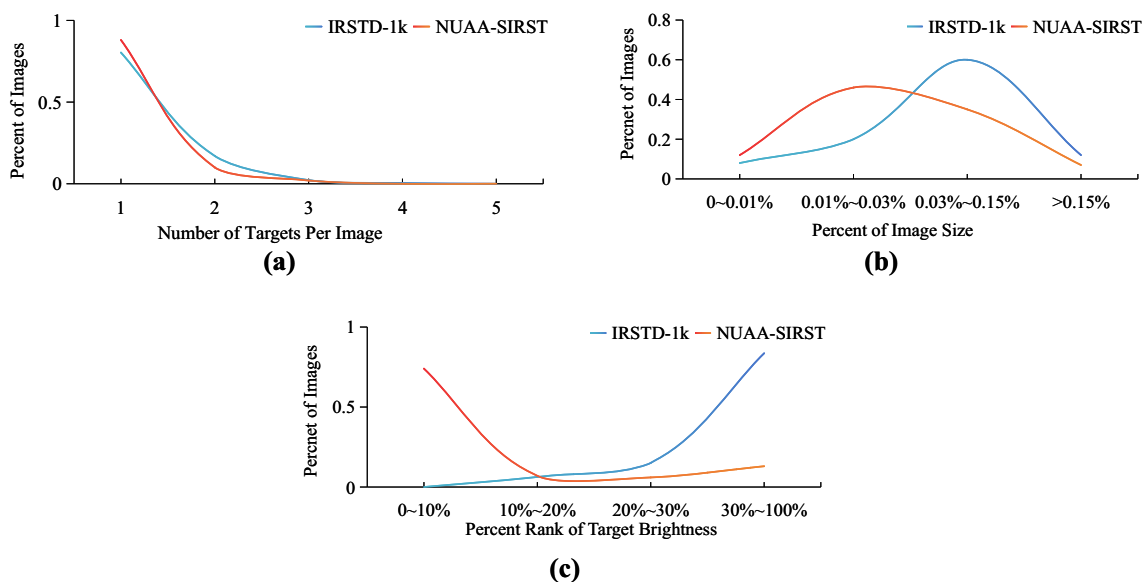 IRSTD-1k NUAA-SIRST
Percent of Images
1
0.5
0
1 2 3 4 5
Number of Targets Per Image
(a)
IRSTD-1k NUAA-SIRST
Percnet of Images
0.8
0.6
0.4
0.2
0
0~0.01% 0.01%~0.03% 0.03%~0.15% >0.15%
Percent of Image Size
(b)
IRSTD-1k NUAA-SIRST
Percnet of Images
1
0.5
0
0~10% 10%~20% 20%~30% 30%~100%
Percent Rank of Target Brightness
(c)